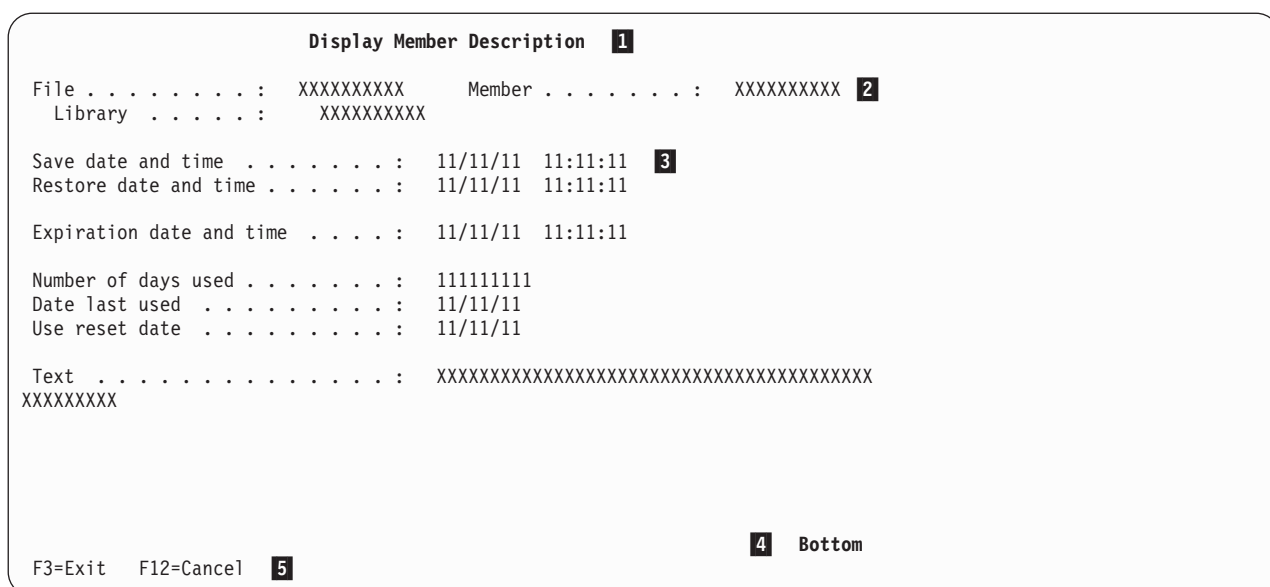 Display Member Description 1
File . . . . . . . . : XXXXXXXXXX Member . . . . . . . : XXXXXXXXXX 2
Library . . . . . : XXXXXXXXXX
Save date and time . . . . . . . : 11/11/11 11:11:11 3
Restore date and time . . . . . . : 11/11/11 11:11:11
Expiration date and time . . . . : 11/11/11 11:11:11
Number of days used . . . . . . . : 111111111
Date last used . . . . . . . . . : 11/11/11
Use reset date . . . . . . . . . : 11/11/11
Text . . . . . . . . . . . . . . : XXXXXXXXXXXXXXXXXXXXXXXXXXXXXXXXXXXXXXXXX
XXXXXXXXX
4 Bottom
F3=Exit F12=Cancel 5